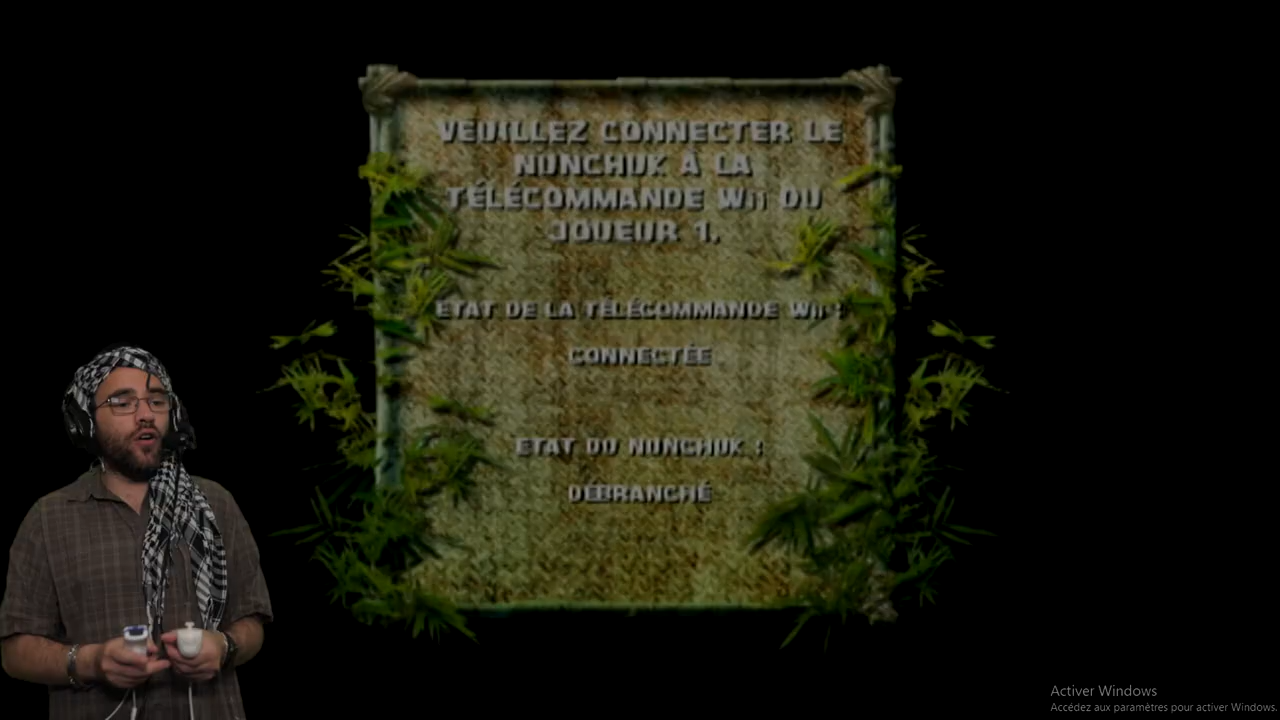 VEUILLEZ CONNECTER LE
NUNCHUK À LA
TÉLÉCOMMANDE Wii DU
JOUEUR 1.
ETAT DE LA TÉLÉCOMMANDE Wii :
CONNECTÉE
ETAT DU NUNCHUK :
DÉBRANCHÉ
Activer Windows
Accédez aux paramètres pour activer Windows.